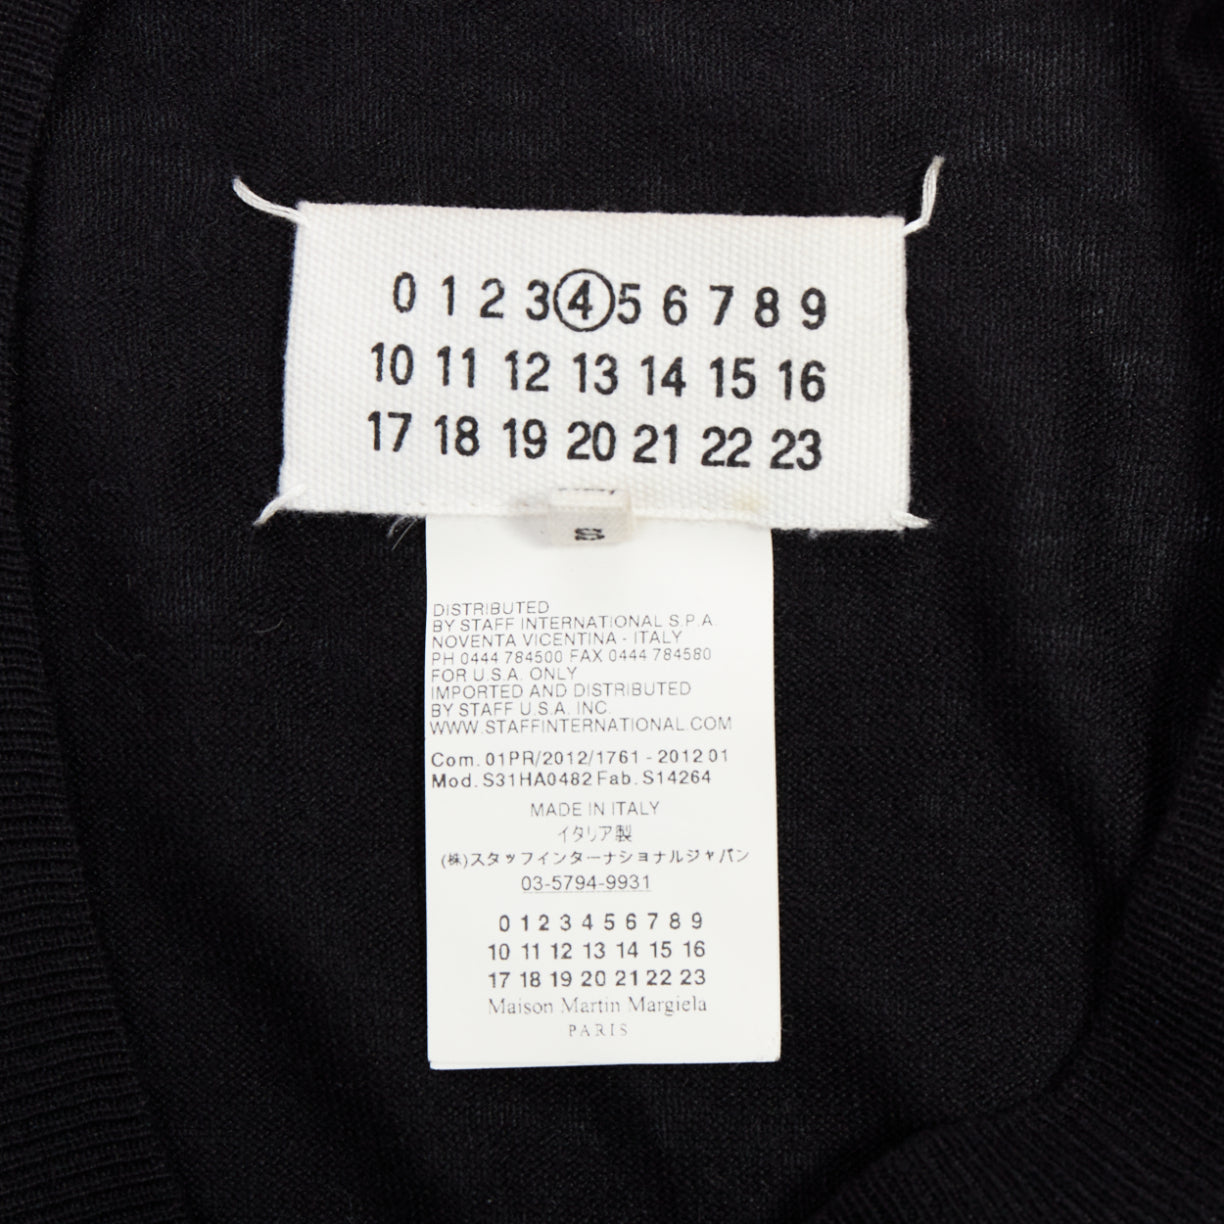 0 1 2 3 4 5 6 7 8 9
10 11 12 13 14 15 16
17 18 19 20 21 22 23
S
DISTRIBUTED
BY STAFF INTERNATIONAL S.P.A.
NOVENTA VICENTINA - ITALY
PH 0444 784500 FAX 0444 784580
FOR U.S.A. ONLY
IMPORTED AND DISTRIBUTED
BY STAFF U.S.A. INC.
WWW.STAFFINTERNATIONAL.COM
Com. 01PR/2012/1761 - 2012 01
Mod. S31HA0482 Fab. S14264
MADE IN ITALY
イタリア製
(株)スタッフインターナショナルジャパン
03-5794-9931
0 1 2 3 4 5 6 7 8 9
10 11 12 13 14 15 16
17 18 19 20 21 22 23
Maison Martin Margiela
PARIS